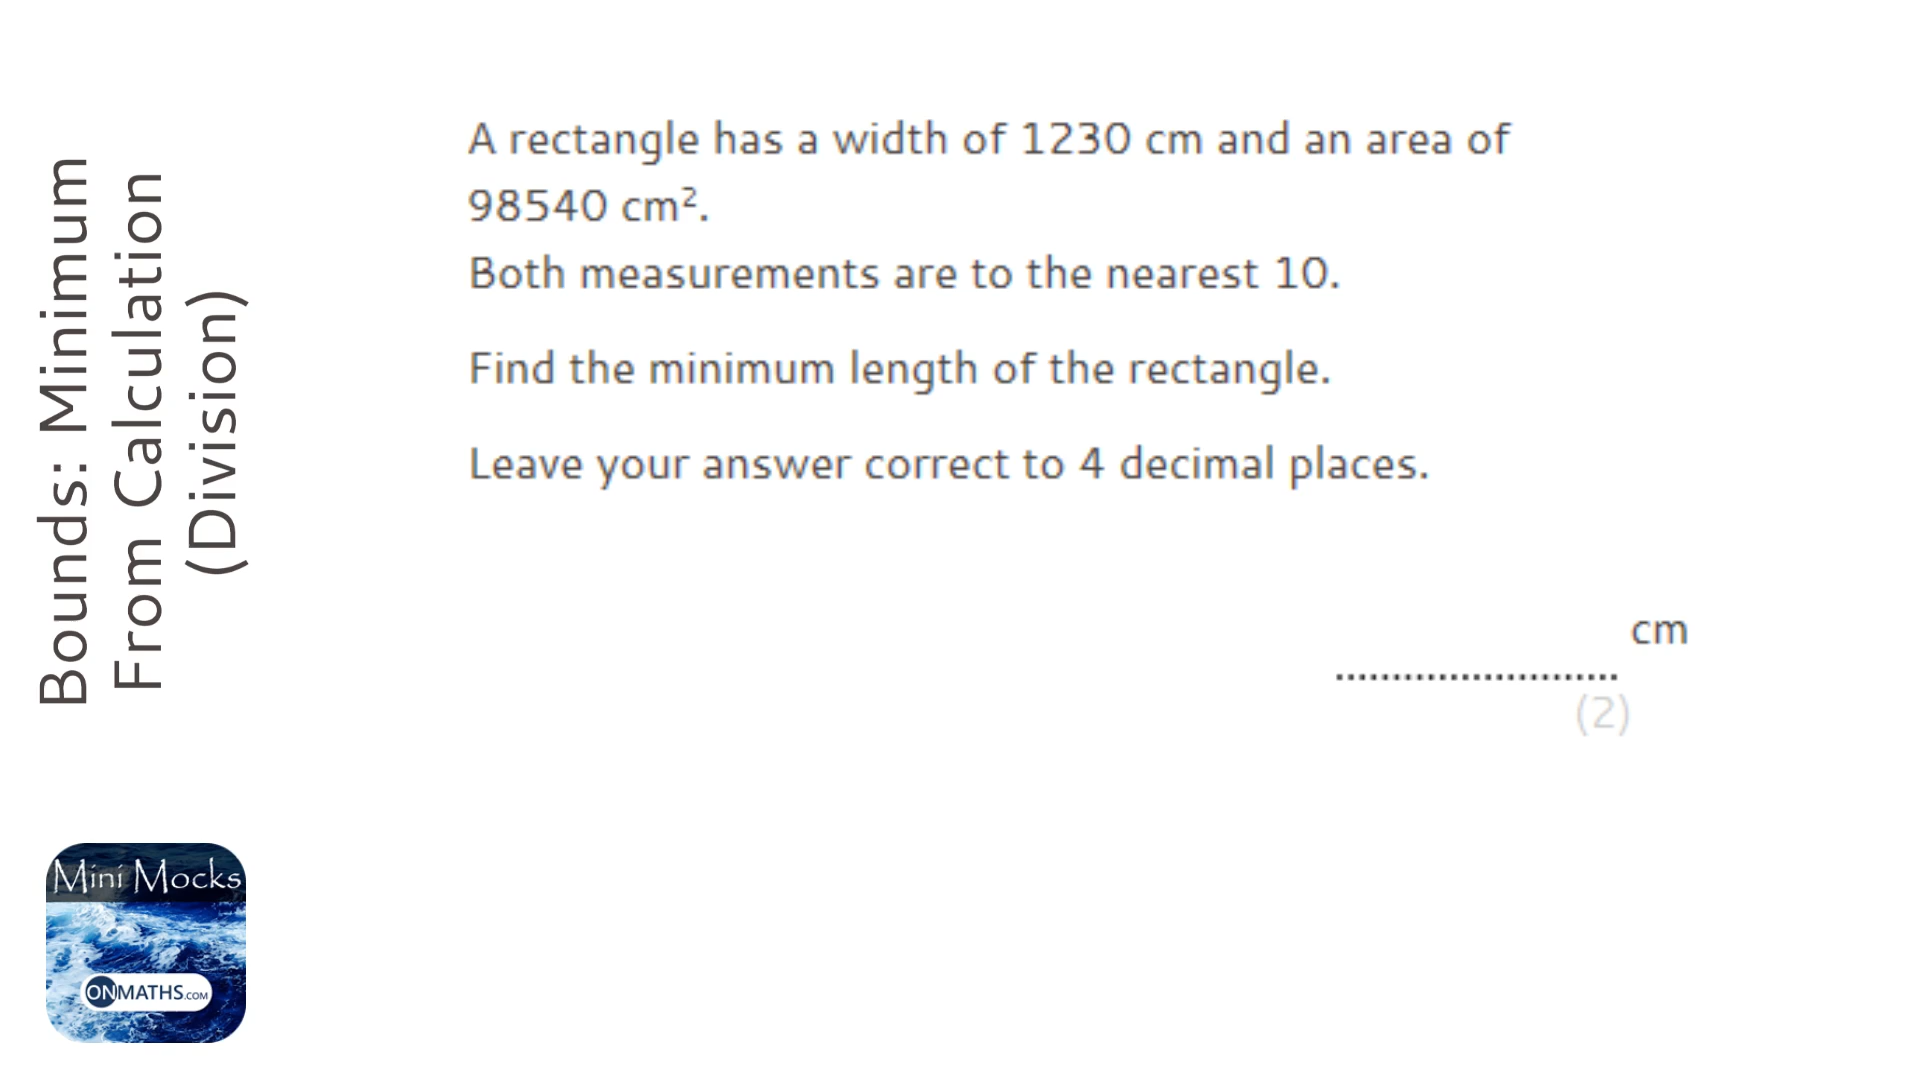 Bounds: Minimum
From Calculation
(Division)
A rectangle has a width of 1230 cm and an area of
98540 cm².
Both measurements are to the nearest 10.
Find the minimum length of the rectangle.
Leave your answer correct to 4 decimal places.
cm
........................
(2)
Mini Mocks
ONMATHS.COM